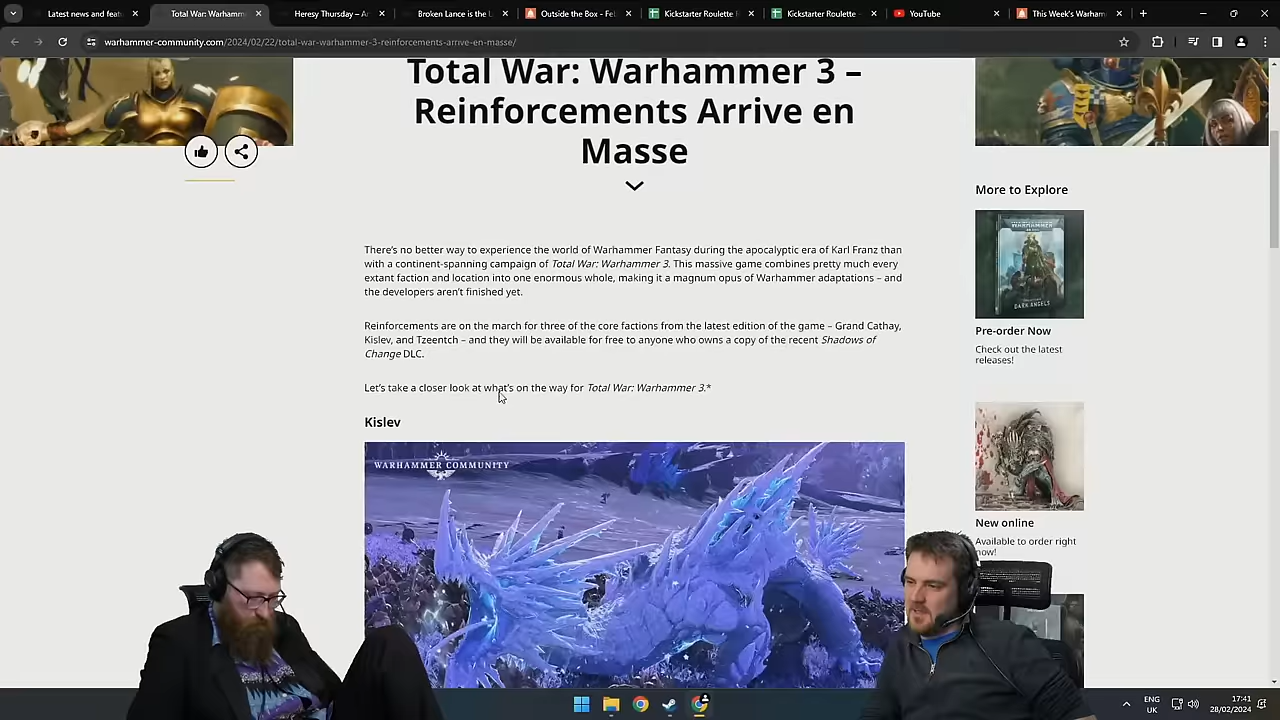 Latest news and feat
Total War: Warhamm
Heresy Thursday – A
Broken Lance is the U
Outside the Box – Fe
Kickstarter Roulette
Kickstarter Roulette –
YouTube
This Week's Warham
warhammer-community.com/2024/02/22/total-war-warhammer-3-reinforcements-arrive-en-masse/
Total War: Warhammer 3 –
Reinforcements Arrive en
Masse
There's no better way to experience the world of Warhammer Fantasy during the apocalyptic era of Karl Franz than
with a continent-spanning campaign of Total War: Warhammer 3. This massive game combines pretty much every
extant faction and location into one enormous whole, making it a magnum opus of Warhammer adaptations – and
the developers aren't finished yet.
Reinforcements are on the march for three of the core factions from the latest edition of the game – Grand Cathay,
Kislev, and Tzeentch – and they will be available for free to anyone who owns a copy of the recent Shadows of
Change DLC.
Let's take a closer look at what's on the way for Total War: Warhammer 3.*
Kislev
WARHAMMER COMMUNITY
More to Explore
WARHAMMER
DARK ANGELS
Pre-order Now
Check out the latest
releases!
New online
Available to order right
now!
ENG
UK
17:41
28/02/2024